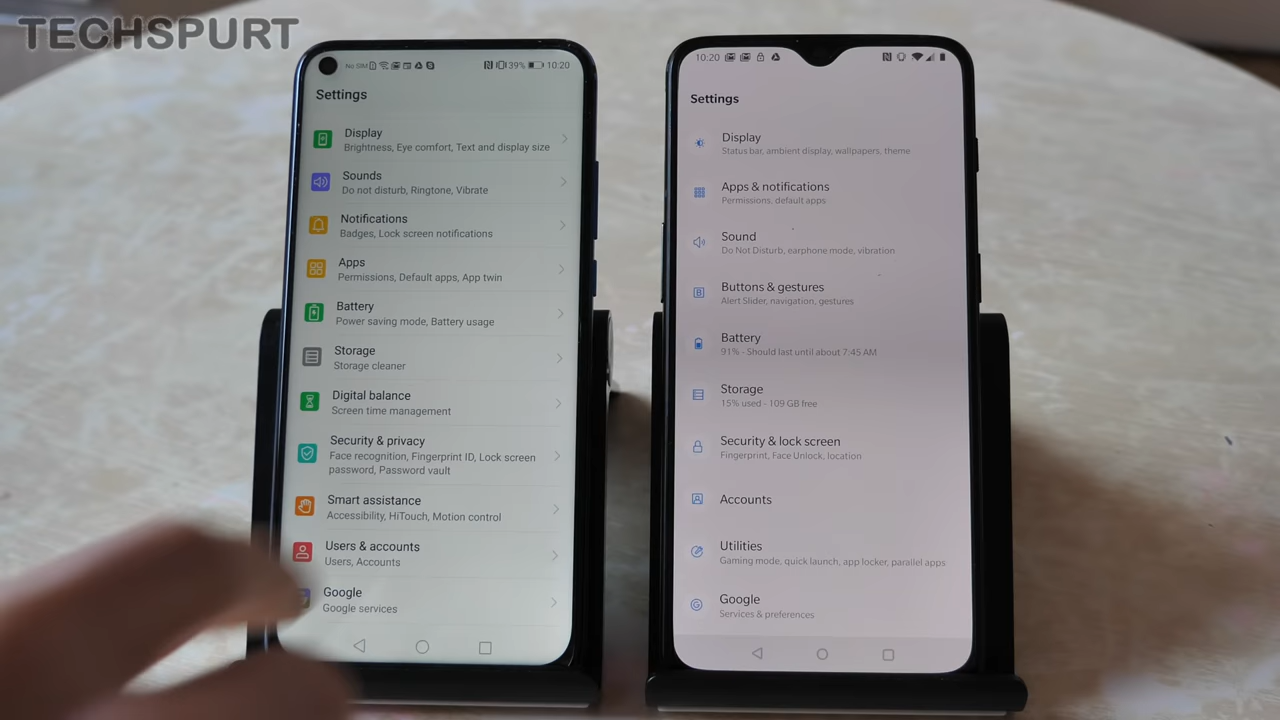 TECHSPURT
No SIM 39% 10:20
Settings
Display
Brightness, Eye comfort, Text and display size
Sounds
Do not disturb, Ringtone, Vibrate
Notifications
Badges, Lock screen notifications
Apps
Permissions, Default apps, App twin
Battery
Power saving mode, Battery usage
Storage
Storage cleaner
Digital balance
Screen time management
Security & privacy
Face recognition, Fingerprint ID, Lock screen
password, Password vault
Smart assistance
Accessibility, HiTouch, Motion control
Users & accounts
Users, Accounts
Google
Google services
10:20
Settings
Display
Status bar, ambient display, wallpapers, theme
Apps & notifications
Permissions, default apps
Sound
Do Not Disturb, earphone mode, vibration
Buttons & gestures
Alert Slider, navigation, gestures
Battery
91% - Should last until about 7:45 AM
Storage
15% used - 109 GB free
Security & lock screen
Fingerprint, Face Unlock, location
Accounts
Utilities
Gaming mode, quick launch, app locker, parallel apps
Google
Services & preferences